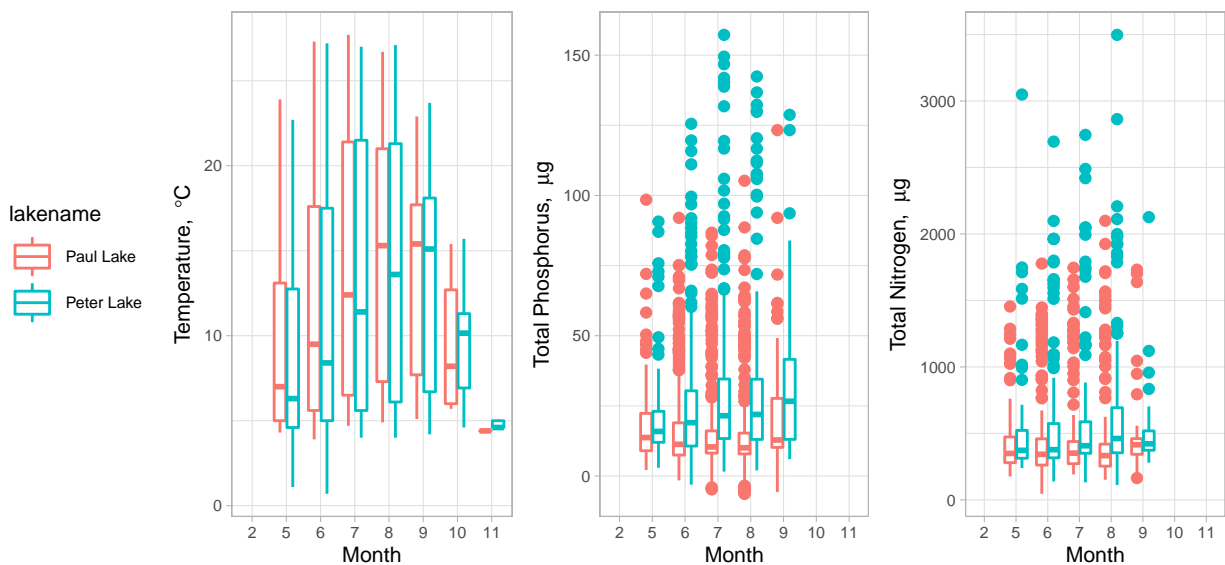 lakename
Paul Lake
Peter Lake
Temperature, °C
20
10
0
2 5 6 7 8 9 10 11
Month
Total Phosphorus, μg
150
100
50
0
2 5 6 7 8 9 10 11
Month
Total Nitrogen, μg
3000
2000
1000
0
2 5 6 7 8 9 10 11
Month